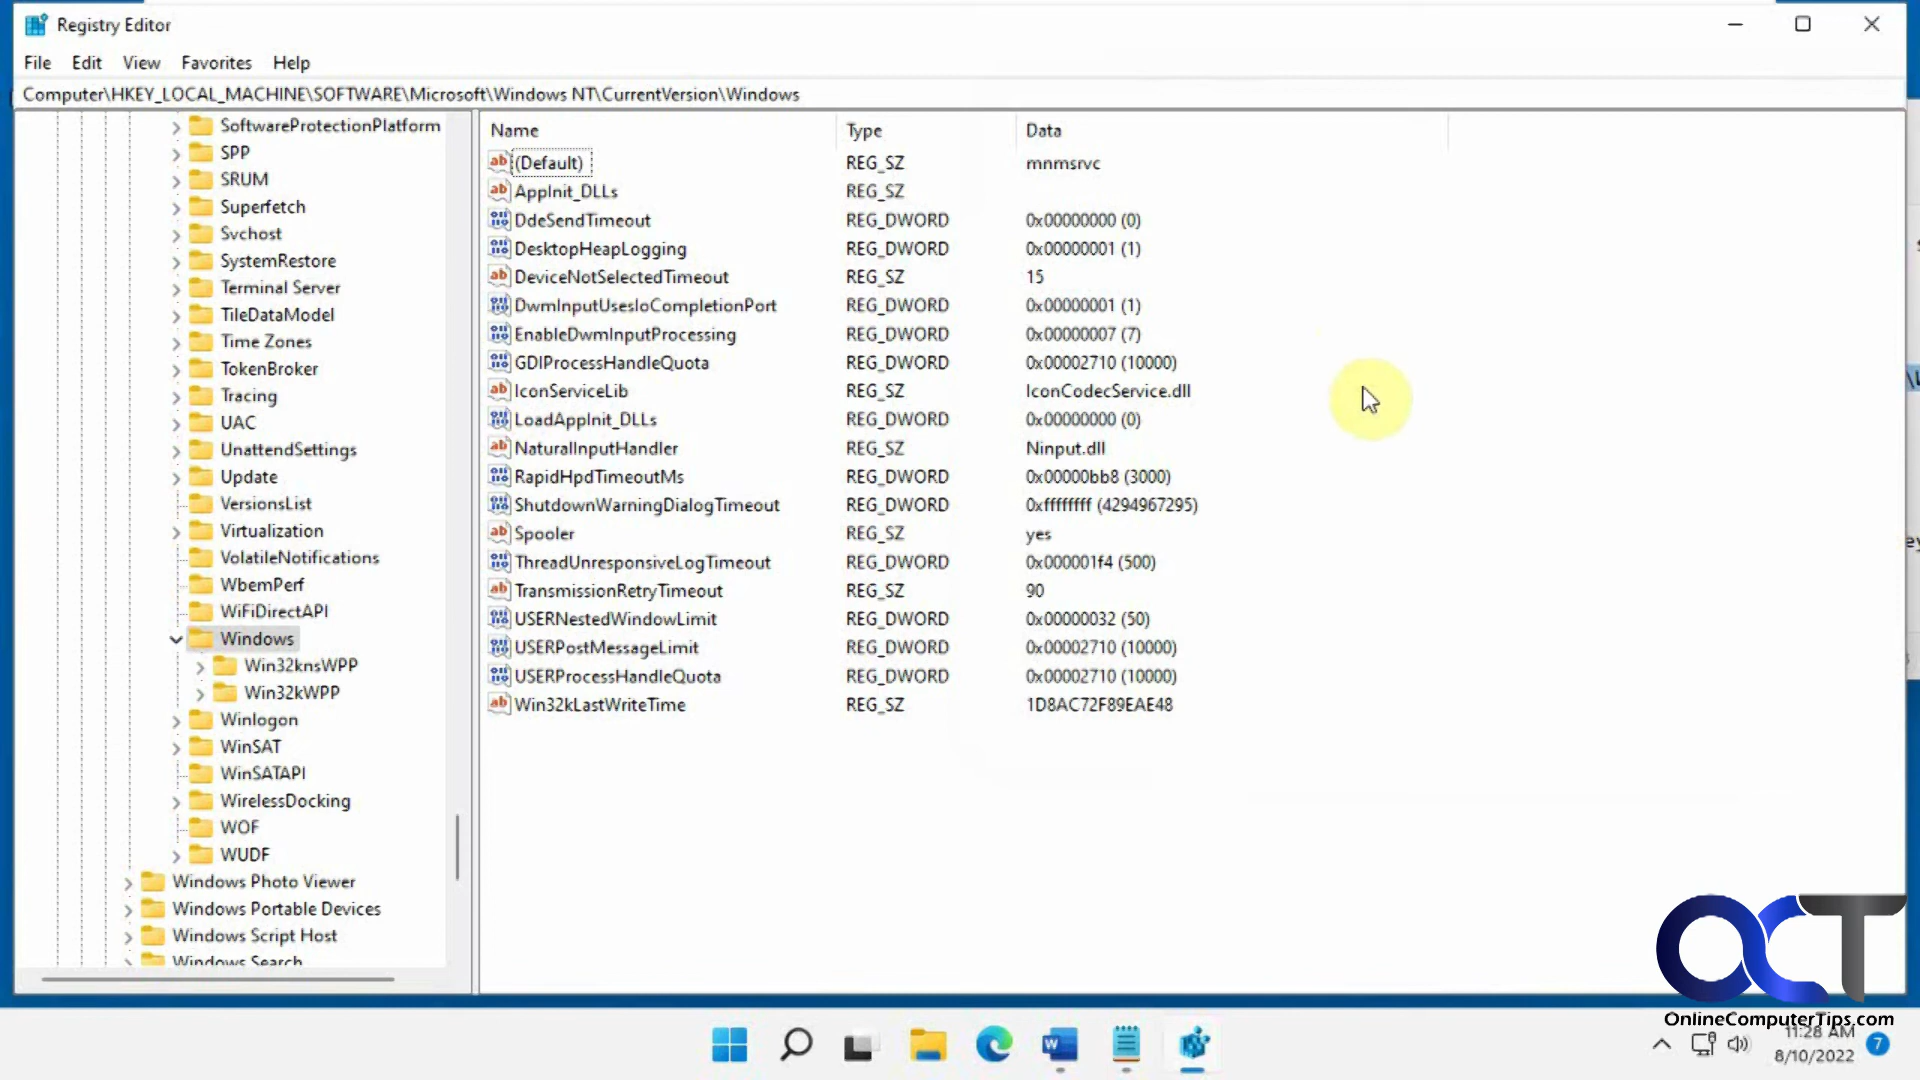 Registry Editor
File Edit View Favorites Help
Computer\HKEY_LOCAL_MACHINE\SOFTWARE\Microsoft\Windows NT\CurrentVersion\Windows
SoftwareProtectionPlatform
SPP
SRUM
Superfetch
Svchost
SystemRestore
Terminal Server
TileDataModel
Time Zones
TokenBroker
Tracing
UAC
UnattendSettings
Update
VersionsList
Virtualization
VolatileNotifications
WbemPerf
WiFiDirectAPI
Windows
Win32knsWPP
Win32kWPP
Winlogon
WinSAT
WinSATAPI
WirelessDocking
WOF
WUDF
Windows Photo Viewer
Windows Portable Devices
Windows Script Host
Windows Search
Name Type Data
(Default) REG_SZ mnmsrvc
AppInit_DLLs REG_SZ
DdeSendTimeout REG_DWORD 0x00000000 (0)
DesktopHeapLogging REG_DWORD 0x00000001 (1)
DeviceNotSelectedTimeout REG_SZ 15
DwmInputUsesIoCompletionPort REG_DWORD 0x00000001 (1)
EnableDwmInputProcessing REG_DWORD 0x00000007 (7)
GDIProcessHandleQuota REG_DWORD 0x00002710 (10000)
IconServiceLib REG_SZ IconCodecService.dll
LoadAppInit_DLLs REG_DWORD 0x00000000 (0)
NaturalInputHandler REG_SZ Ninput.dll
RapidHpdTimeoutMs REG_DWORD 0x00000bb8 (3000)
ShutdownWarningDialogTimeout REG_DWORD 0xffffffff (4294967295)
Spooler REG_SZ yes
ThreadUnresponsiveLogTimeout REG_DWORD 0x000001f4 (500)
TransmissionRetryTimeout REG_SZ 90
USERNestedWindowLimit REG_DWORD 0x00000032 (50)
USERPostMessageLimit REG_DWORD 0x00002710 (10000)
USERProcessHandleQuota REG_DWORD 0x00002710 (10000)
Win32kLastWriteTime REG_SZ 1D8AC72F89EAE48
OCT
OnlineComputerTips.com
11:28 AM
8/10/2022
7